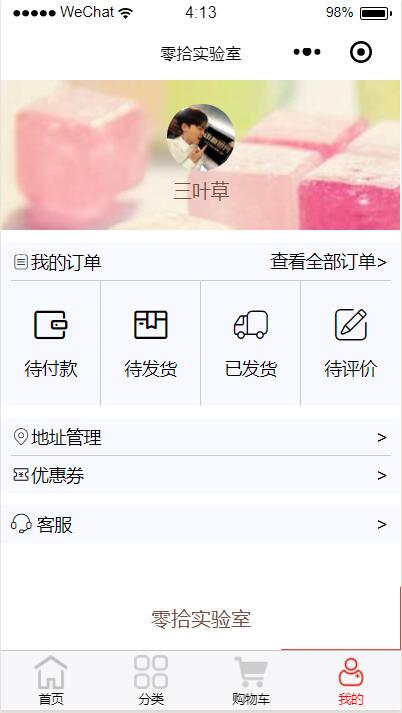 WeChat 4:13 98%
零拾实验室
三叶草
我的订单 查看全部订单>
待付款 待发货 已发货 待评价
地址管理 >
优惠券 >
客服 >
零拾实验室
首页 分类 购物车 我的